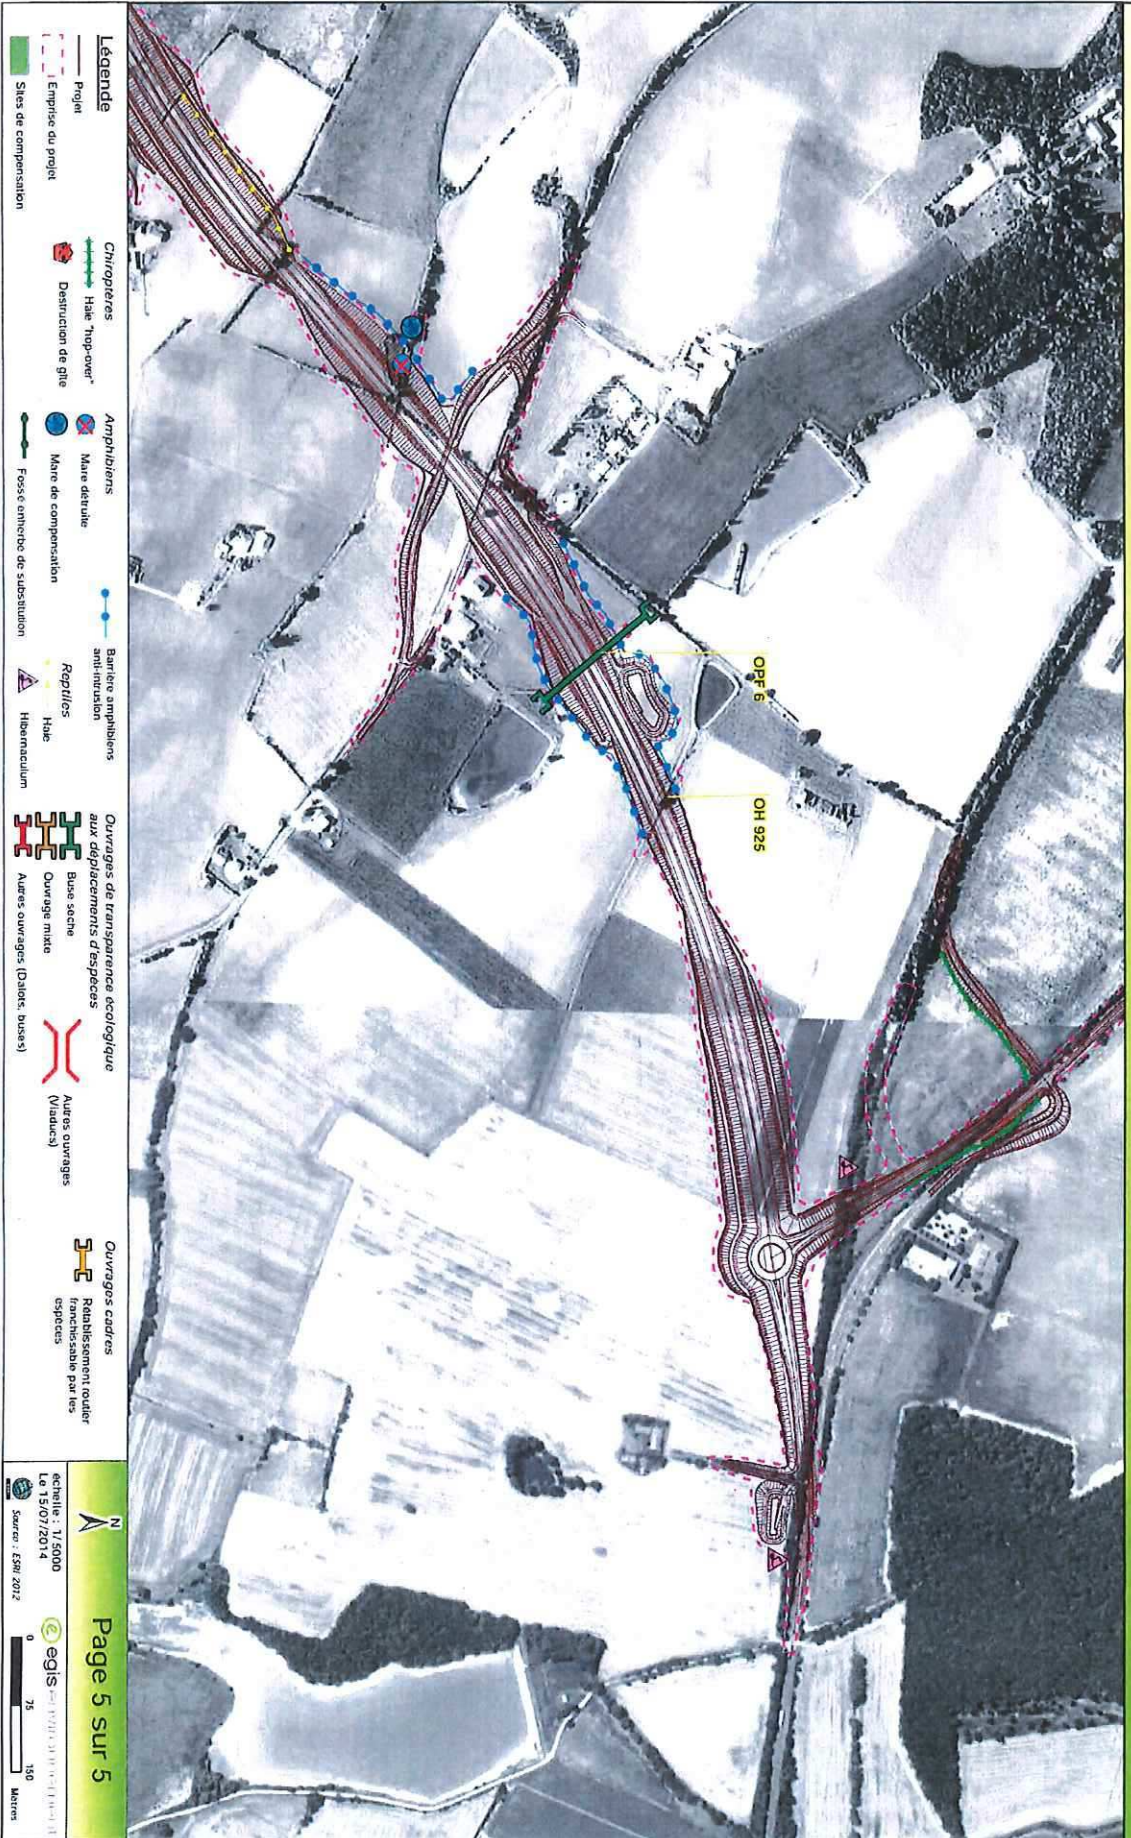 OPF 6
OH 925
Légende
Projet
Emprise du projet
Sites de compensation
Chiroptères
Haie "hop-over"
Destruction de gîte
Amphibiens
Mare détruite
Mare de compensation
Fossé enherbé de substitution
Barrière amphibiens
anti-intrusion
Reptiles
Haie
Hibernaculum
Ouvrages de transparence écologique
aux déplacements d'espèces
Buse sèche
Ouvrage mixte
Autres ouvrages (Dalots, buses)
Autres ouvrages
(Viaducs)
Ouvrages cadres
Rétablissement routier
franchissable par les
espèces
N
Page 5 sur 5
échelle : 1/5000
Le 15/07/2014
Source : ESRI 2012
egis
0 75 150
Mètres